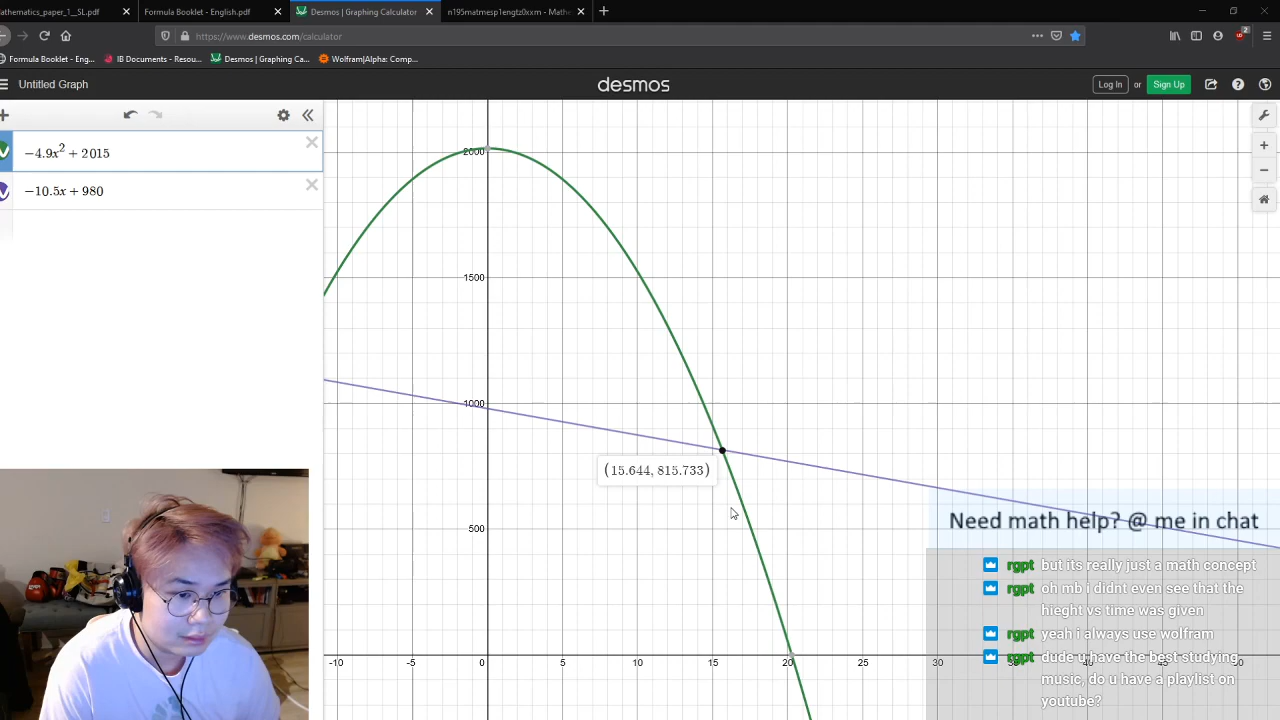 athematics_paper_1__SL.pdf
Formula Booklet - English.pdf
Desmos | Graphing Calculator
n195matmesp1engtz0xxm - Mathe
https://www.desmos.com/calculator
Formula Booklet - Eng...
IB Documents - Resou...
Desmos | Graphing Ca...
Wolfram|Alpha: Comp...
Untitled Graph
desmos
Log In or Sign Up
−4.9x² + 2015
−10.5x + 980
2000
1500
1000
500
(15.644, 815.733)
-10 -5 0 5 10 15 20 25 30
Need math help? @ me in chat
rgpt but its really just a math concept
rgpt oh mb i didnt even see that the
hieght vs time was given
rgpt yeah i always use wolfram
rgpt dude u have the best studying
music, do u have a playlist on
youtube?